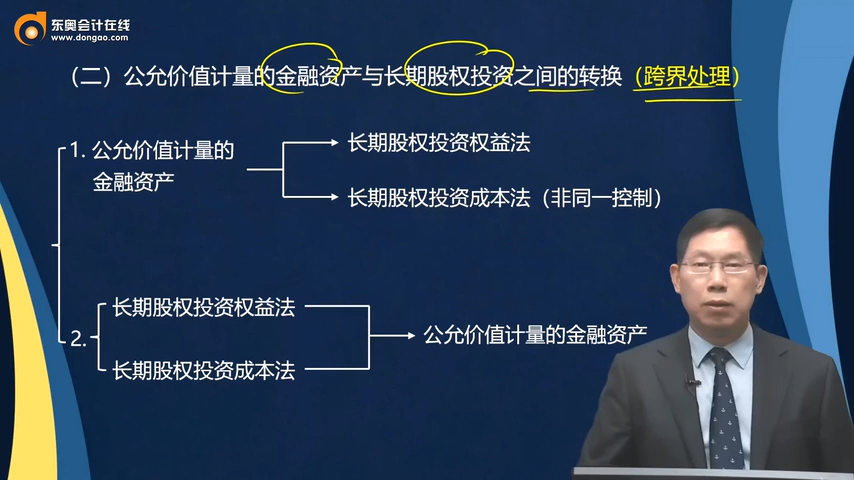 东奥会计在线
www.dongao.com
（二）公允价值计量的金融资产与长期股权投资之间的转换（跨界处理）
1. 公允价值计量的
金融资产
长期股权投资权益法
长期股权投资成本法（非同一控制）
2.
长期股权投资权益法
长期股权投资成本法
公允价值计量的金融资产